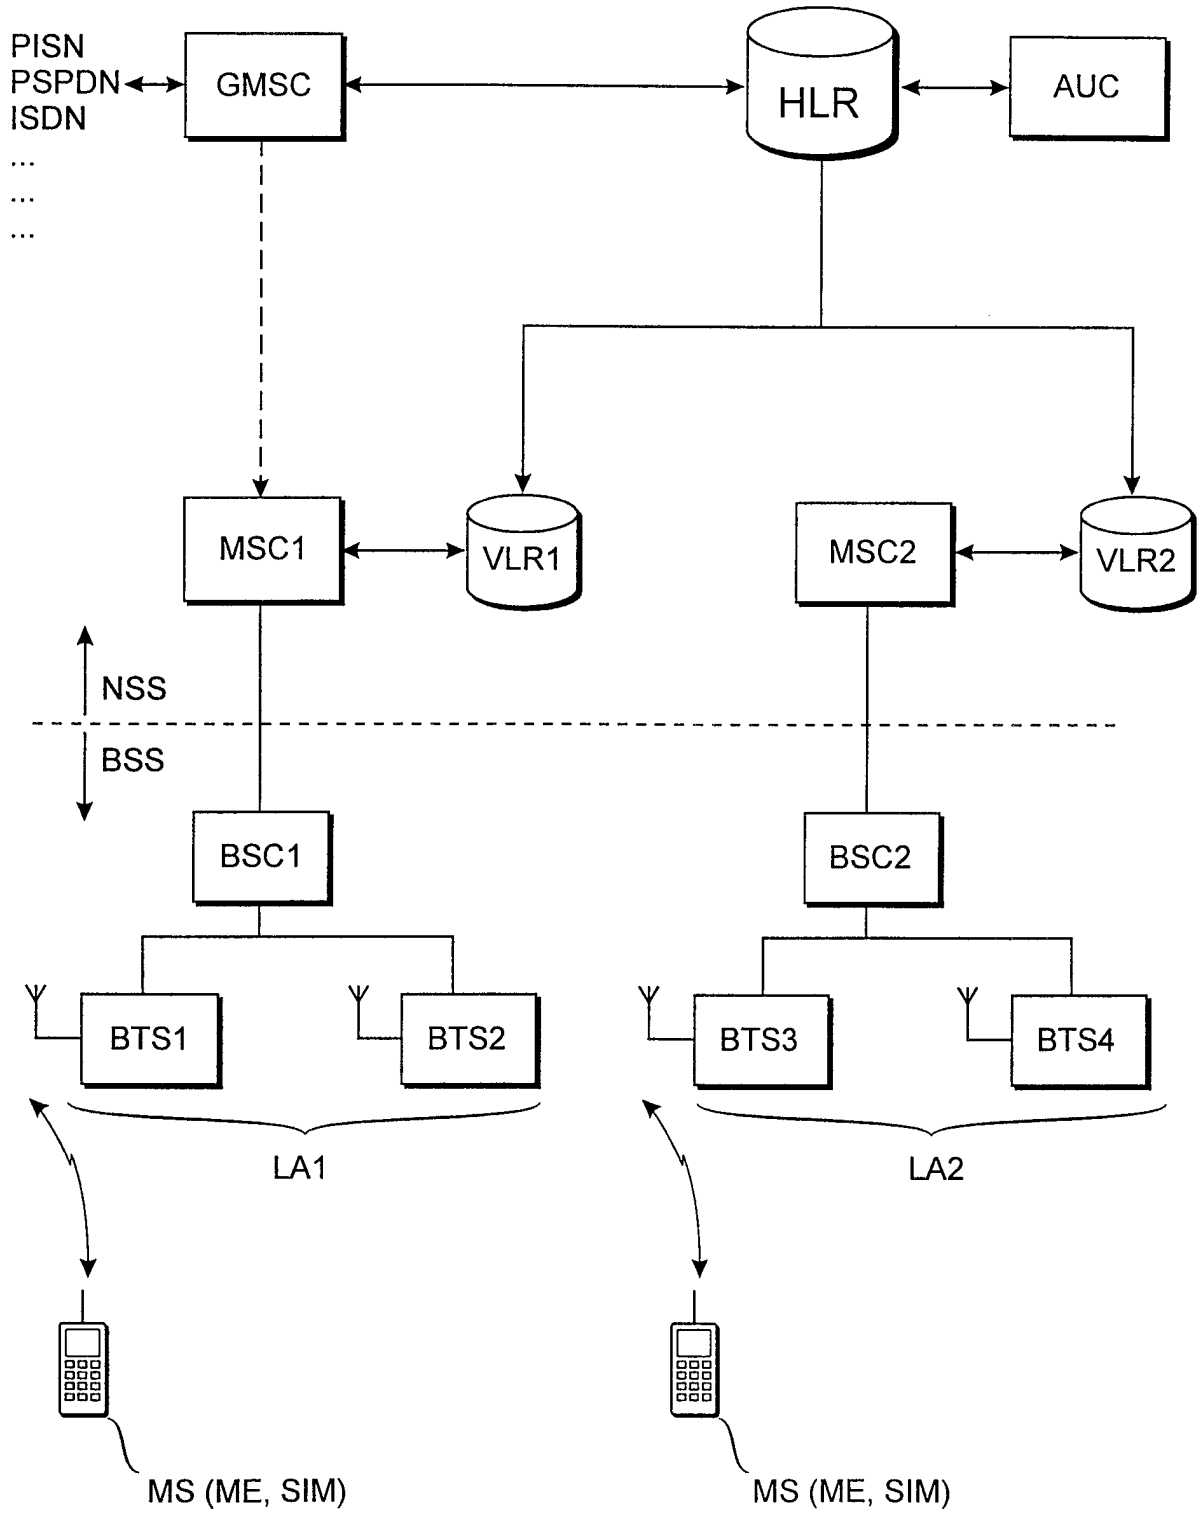 PISN
PSPDN
ISDN
...
...
...
GMSC
HLR
AUC
MSC1
VLR1
MSC2
VLR2
NSS
BSS
BSC1
BSC2
BTS1
BTS2
BTS3
BTS4
LA1
LA2
MS (ME, SIM)
MS (ME, SIM)